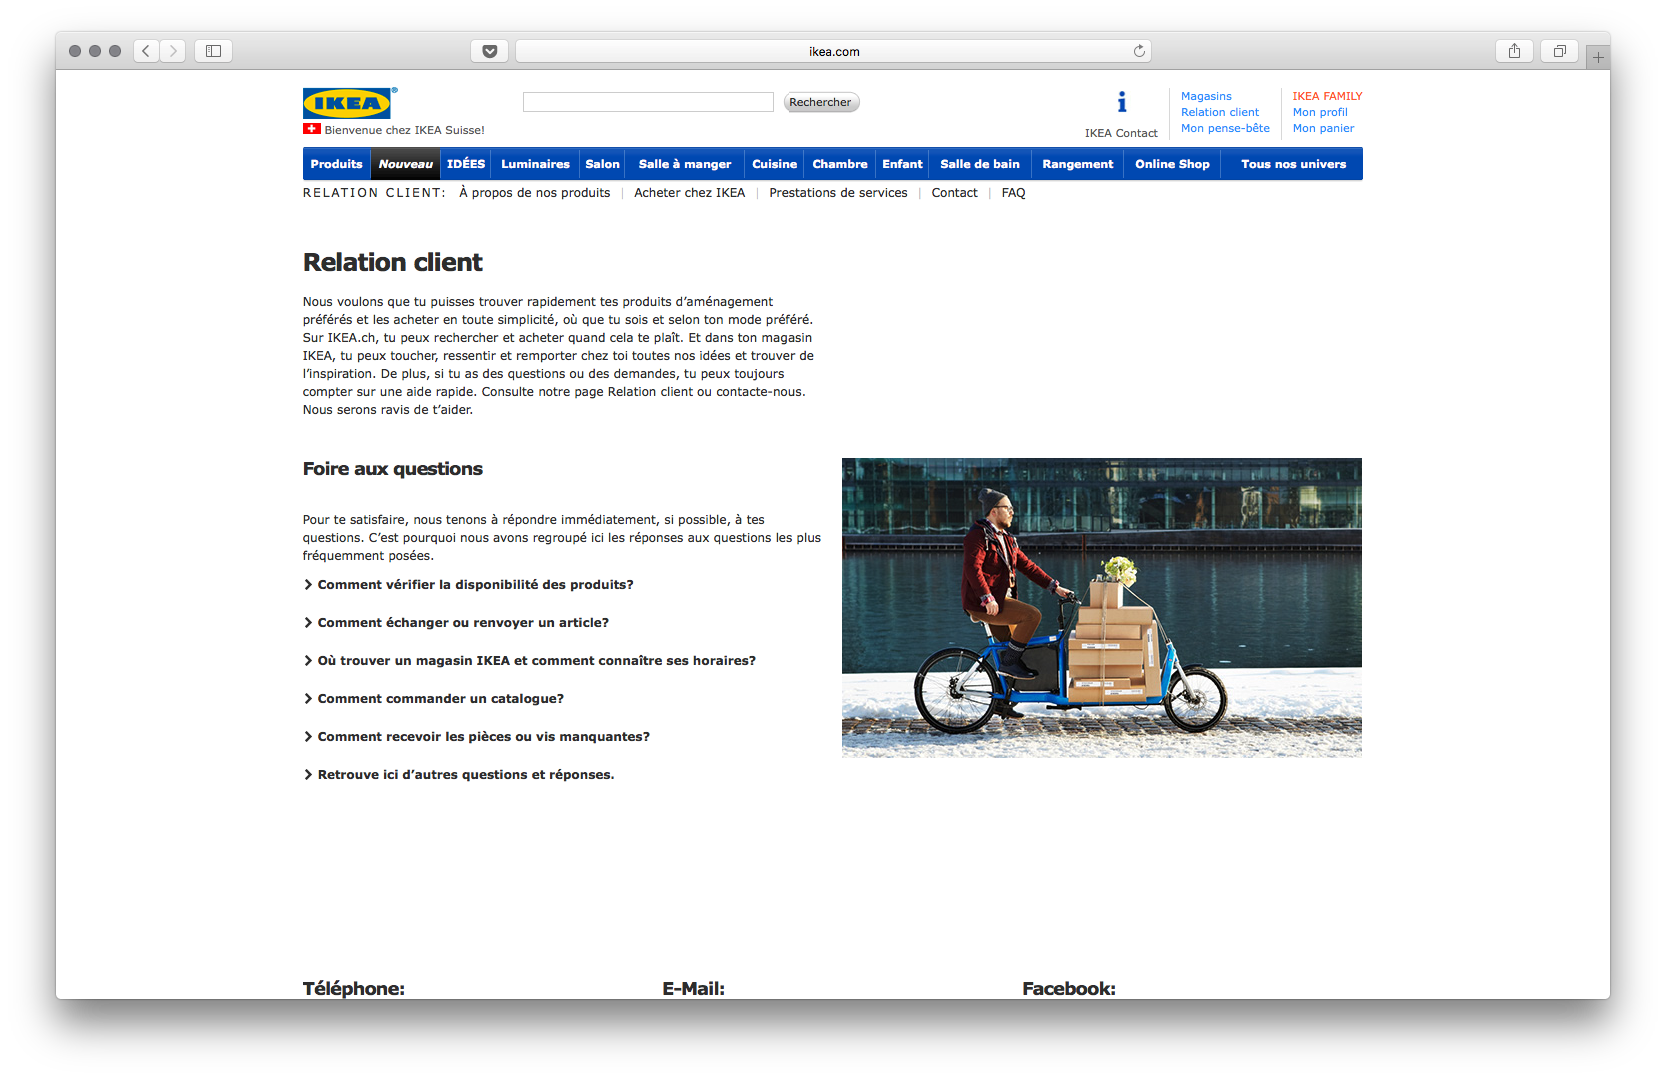 ikea.com
IKEA®
Rechercher
Bienvenue chez IKEA Suisse!
i
IKEA Contact
Magasins
Relation client
Mon pense-bête
IKEA FAMILY
Mon profil
Mon panier
Produits Nouveau IDÉES Luminaires Salon Salle à manger Cuisine Chambre Enfant Salle de bain Rangement Online Shop Tous nos univers
RELATION CLIENT: À propos de nos produits | Acheter chez IKEA | Prestations de services | Contact | FAQ
Relation client
Nous voulons que tu puisses trouver rapidement tes produits d’aménagement
préférés et les acheter en toute simplicité, où que tu sois et selon ton mode préféré.
Sur IKEA.ch, tu peux rechercher et acheter quand cela te plaît. Et dans ton magasin
IKEA, tu peux toucher, ressentir et remporter chez toi toutes nos idées et trouver de
l’inspiration. De plus, si tu as des questions ou des demandes, tu peux toujours
compter sur une aide rapide. Consulte notre page Relation client ou contacte-nous.
Nous serons ravis de t’aider.
Foire aux questions
Pour te satisfaire, nous tenons à répondre immédiatement, si possible, à tes
questions. C’est pourquoi nous avons regroupé ici les réponses aux questions les plus
fréquemment posées.
Comment vérifier la disponibilité des produits?
Comment échanger ou renvoyer un article?
Où trouver un magasin IKEA et comment connaître ses horaires?
Comment commander un catalogue?
Comment recevoir les pièces ou vis manquantes?
Retrouve ici d’autres questions et réponses.
Téléphone:
E-Mail:
Facebook: